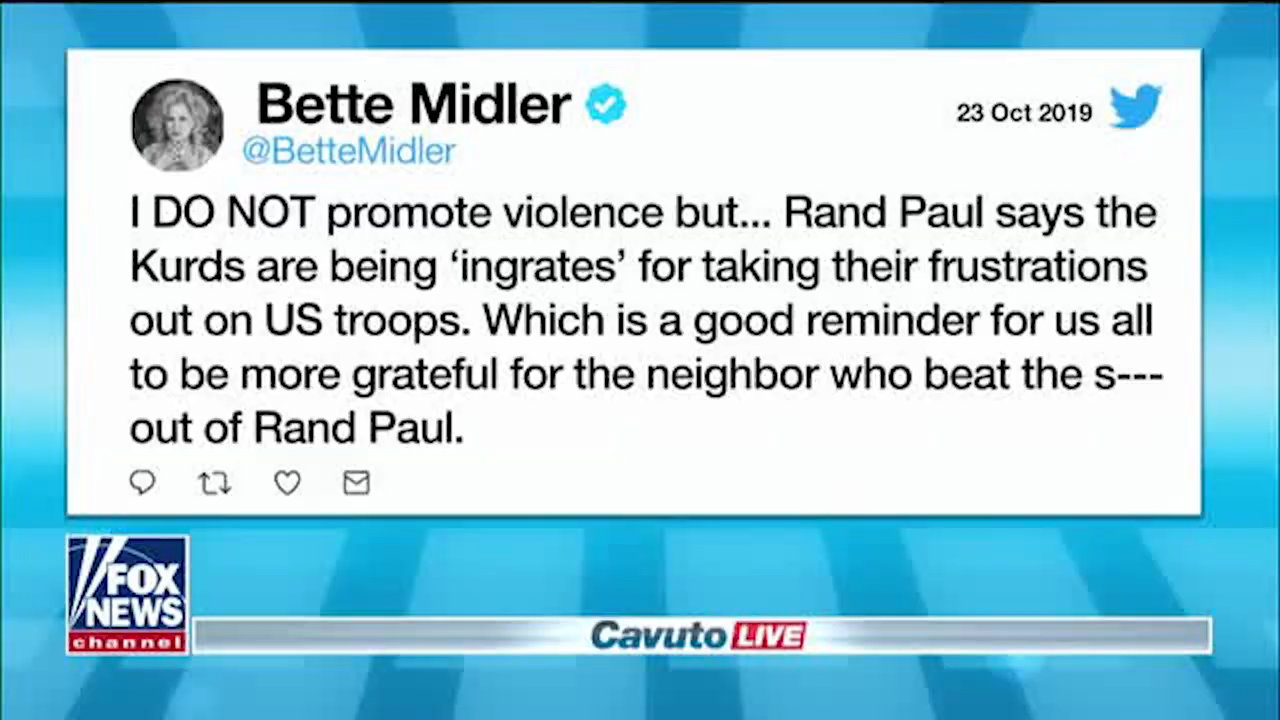 Bette Midler
@BetteMidler
23 Oct 2019
I DO NOT promote violence but... Rand Paul says the
Kurds are being ‘ingrates’ for taking their frustrations
out on US troops. Which is a good reminder for us all
to be more grateful for the neighbor who beat the s---
out of Rand Paul.
FOX
NEWS
channel
Cavuto LIVE